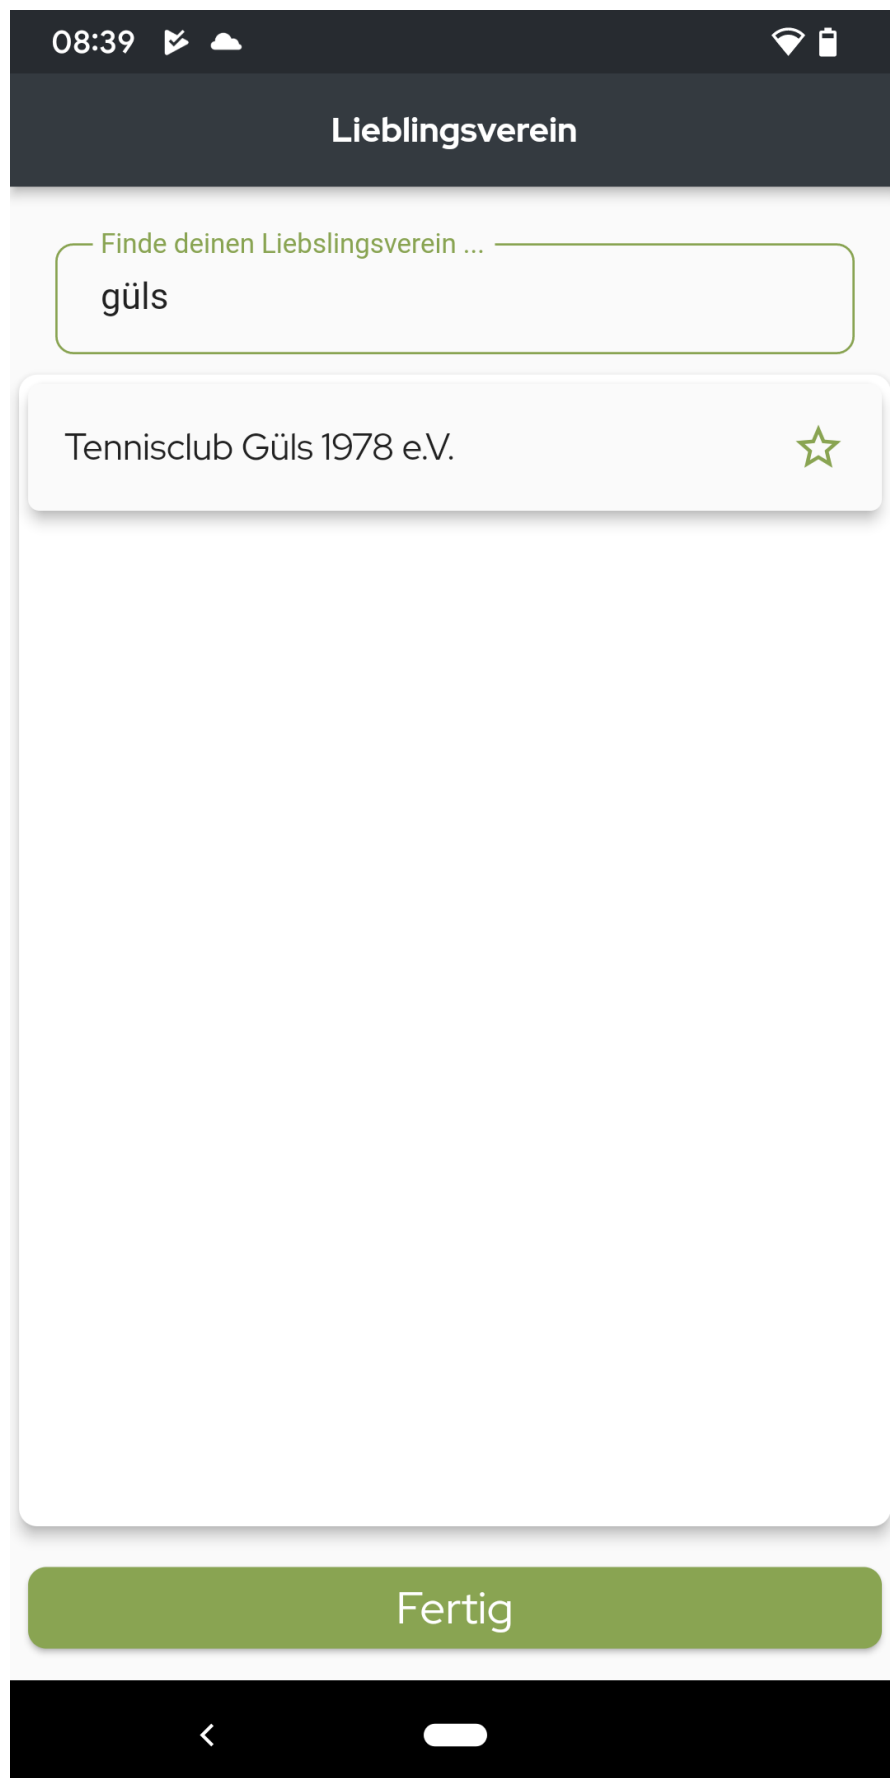 08:39
Lieblingsverein
Finde deinen Liebslingsverein ...
güls
Tennisclub Güls 1978 e.V.
Fertig